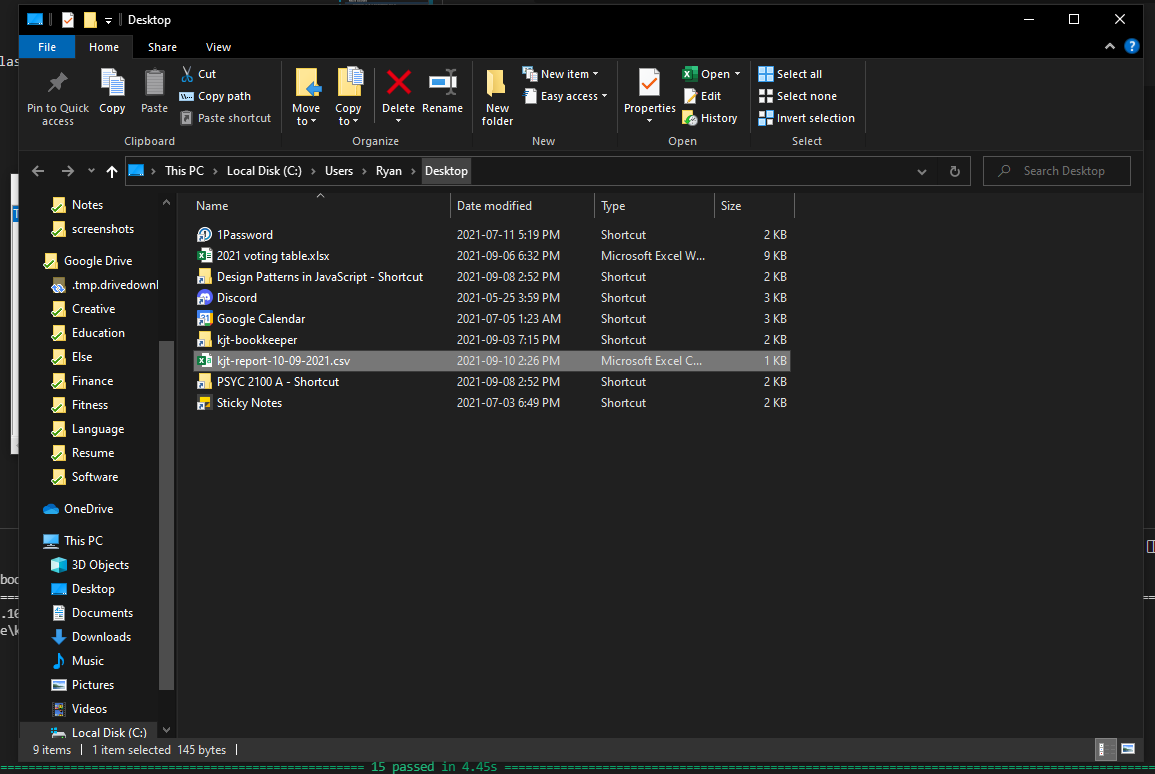 Desktop
File Home Share View
Pin to Quick access
Copy
Paste
Cut
Copy path
Paste shortcut
Clipboard
Move to
Copy to
Delete
Rename
Organize
New folder
New item
Easy access
New
Properties
Open
Edit
History
Open
Select all
Select none
Invert selection
Select
This PC > Local Disk (C:) > Users > Ryan > Desktop
Search Desktop
Notes
screenshots
Google Drive
.tmp.drivedownl
Creative
Education
Else
Finance
Fitness
Language
Resume
Software
OneDrive
This PC
3D Objects
Desktop
Documents
Downloads
Music
Pictures
Videos
Local Disk (C:)
Name Date modified Type Size
1Password 2021-07-11 5:19 PM Shortcut 2 KB
2021 voting table.xlsx 2021-09-06 6:32 PM Microsoft Excel W... 9 KB
Design Patterns in JavaScript - Shortcut 2021-09-08 2:52 PM Shortcut 2 KB
Discord 2021-05-25 3:59 PM Shortcut 3 KB
Google Calendar 2021-07-05 1:23 AM Shortcut 3 KB
kjt-bookkeeper 2021-09-03 7:15 PM Shortcut 2 KB
kjt-report-10-09-2021.csv 2021-09-10 2:26 PM Microsoft Excel C... 1 KB
PSYC 2100 A - Shortcut 2021-09-08 2:52 PM Shortcut 2 KB
Sticky Notes 2021-07-03 6:49 PM Shortcut 2 KB
9 items 1 item selected 145 bytes
15 passed in 4.45s